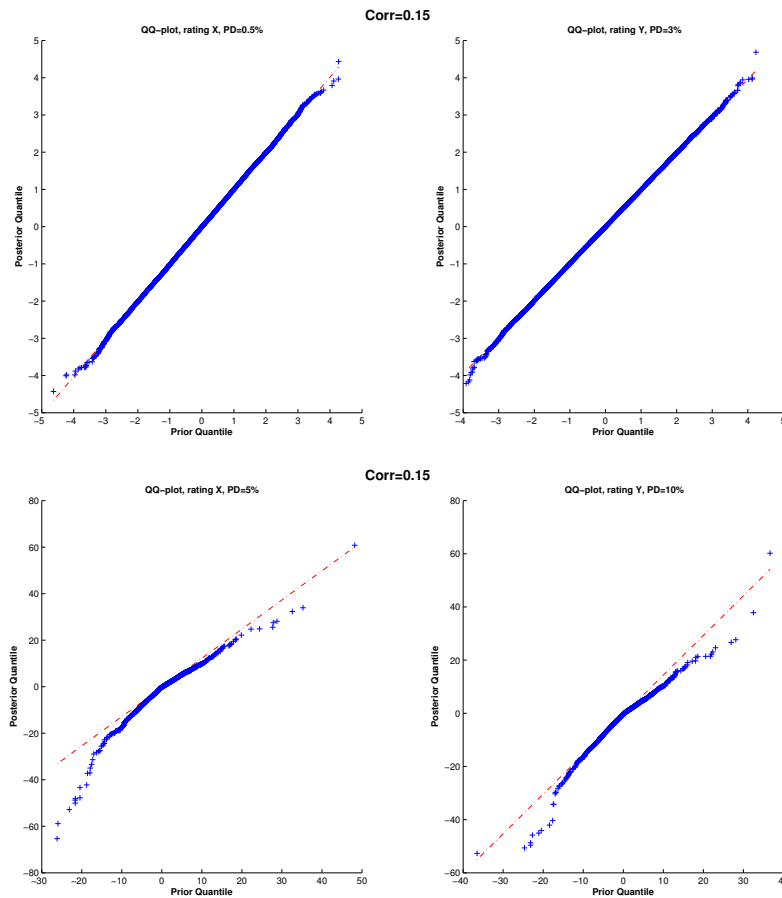 Corr=0.15
QQ−plot, rating X, PD=0.5%
5
4
3
2
1
0
−1
−2
−3
−4
−5
−5 −4 −3 −2 −1 0 1 2 3 4 5
Prior Quantile
Posterior Quantile
QQ−plot, rating Y, PD=3%
5
4
3
2
1
0
−1
−2
−3
−4
−5
−4 −3 −2 −1 0 1 2 3 4 5
Prior Quantile
Posterior Quantile
Corr=0.15
QQ−plot, rating X, PD=5%
80
60
40
20
0
−20
−40
−60
−80
−30 −20 −10 0 10 20 30 40 50
Prior Quantile
Posterior Quantile
QQ−plot, rating Y, PD=10%
80
60
40
20
0
−20
−40
−60
−40 −30 −20 −10 0 10 20 30
Prior Quantile
Posterior Quantile